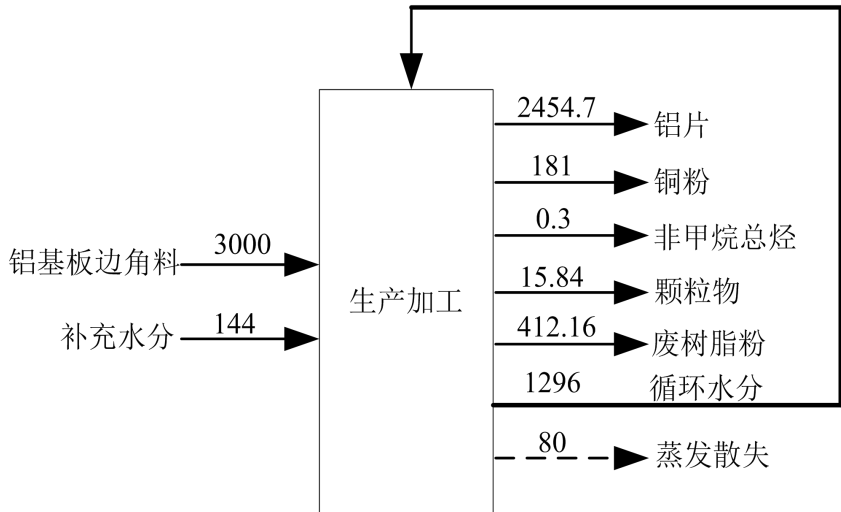 2454.7
铝片
181
铜粉
0.3
非甲烷总烃
铝基板边角料
3000
生产加工
15.84
颗粒物
补充水分
144
412.16
废树脂粉
1296
循环水分
80
蒸发散失